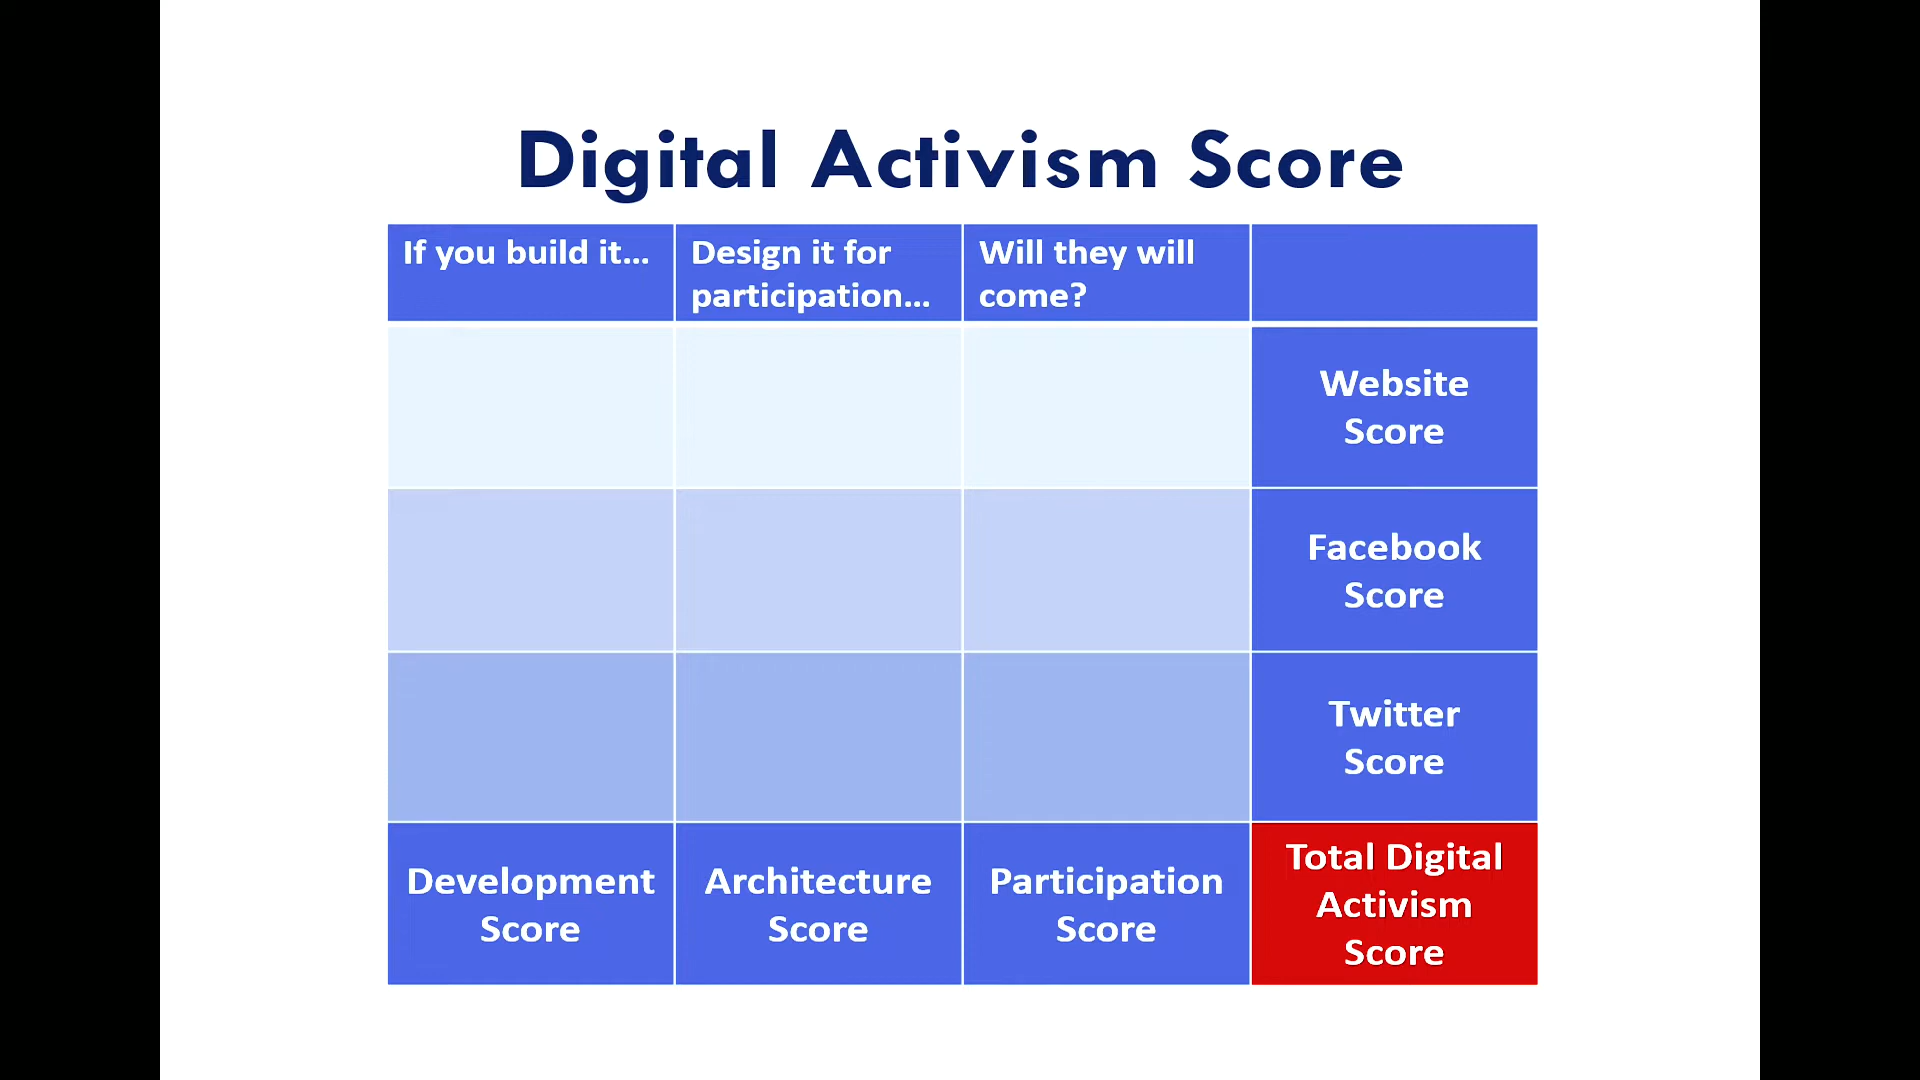 Digital Activism Score
If you build it...
Design it for
participation...
Will they will
come?
Website
Score
Facebook
Score
Twitter
Score
Development
Score
Architecture
Score
Participation
Score
Total Digital
Activism
Score